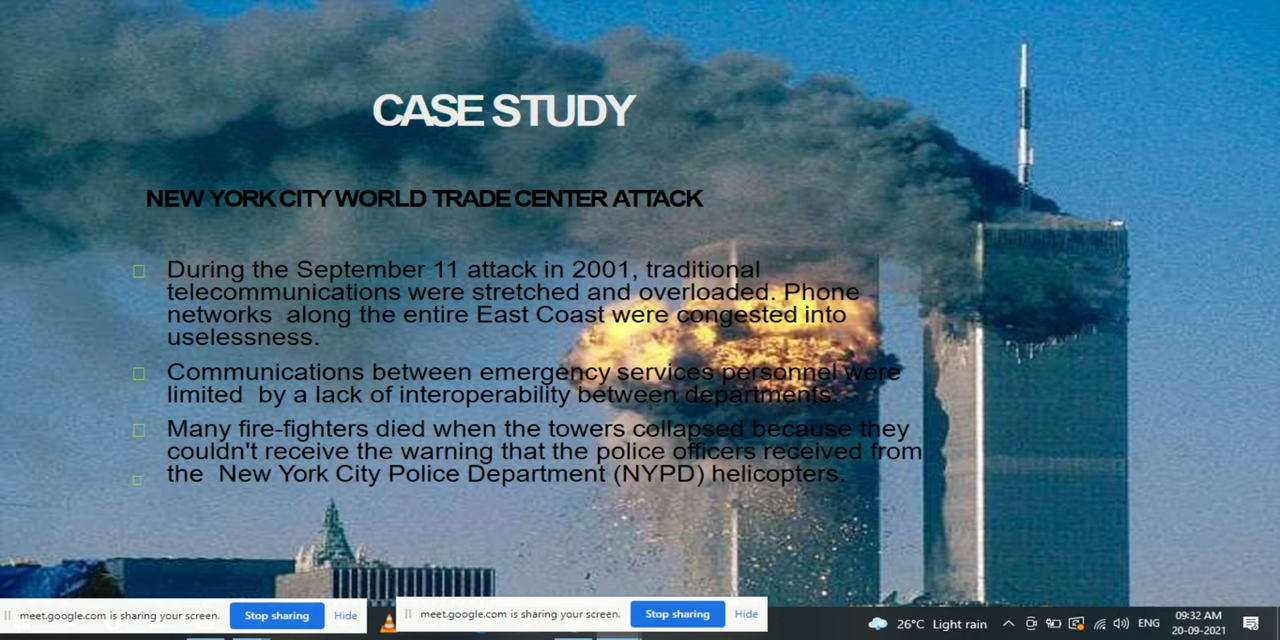 CASE STUDY
NEW YORK CITY WORLD TRADE CENTER ATTACK
During the September 11 attack in 2001, traditional
telecommunications were stretched and overloaded. Phone
networks along the entire East Coast were congested into
uselessness.
Communications between emergency services personnel were
limited by a lack of interoperability between departments.
Many fire-fighters died when the towers collapsed because they
couldn't receive the warning that the police officers received from
the New York City Police Department (NYPD) helicopters.
meet.google.com is sharing your screen. Stop sharing Hide
meet.google.com is sharing your screen. Stop sharing Hide
26°C Light rain
ENG
09:32 AM
20-09-2021